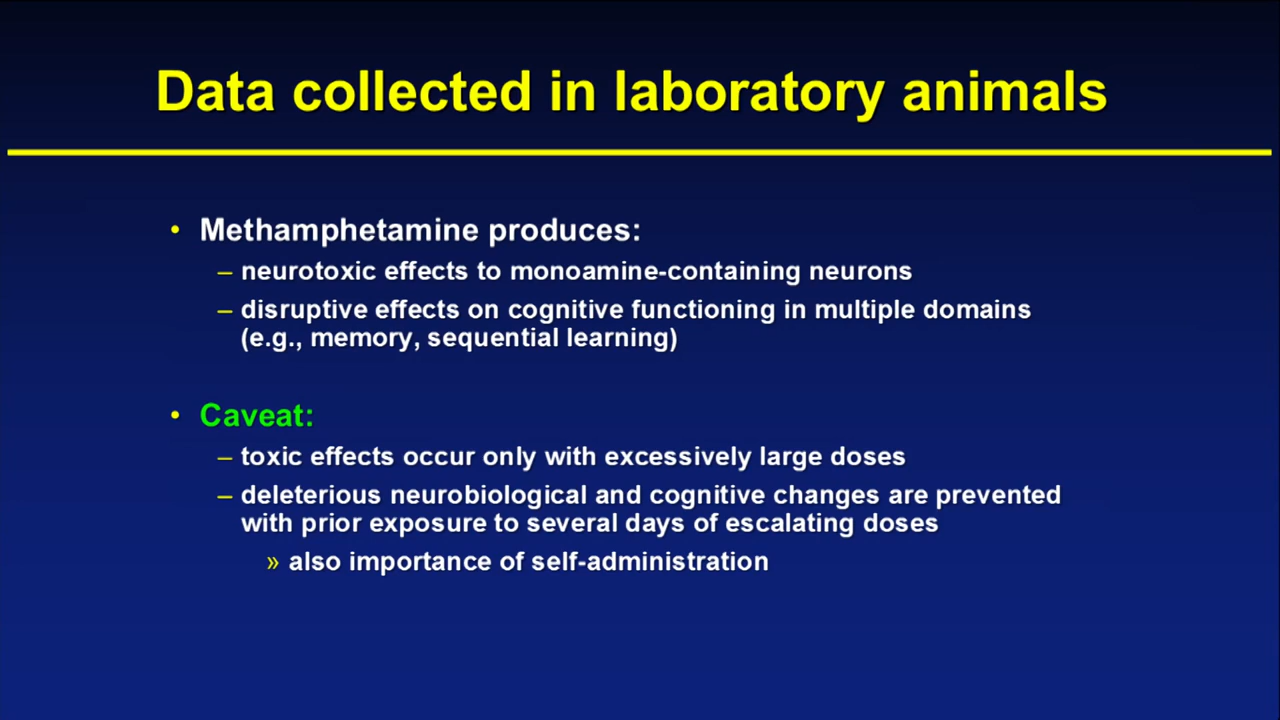 Data collected in laboratory animals
• Methamphetamine produces:
– neurotoxic effects to monoamine-containing neurons
– disruptive effects on cognitive functioning in multiple domains
(e.g., memory, sequential learning)
• Caveat:
– toxic effects occur only with excessively large doses
– deleterious neurobiological and cognitive changes are prevented
with prior exposure to several days of escalating doses
» also importance of self-administration